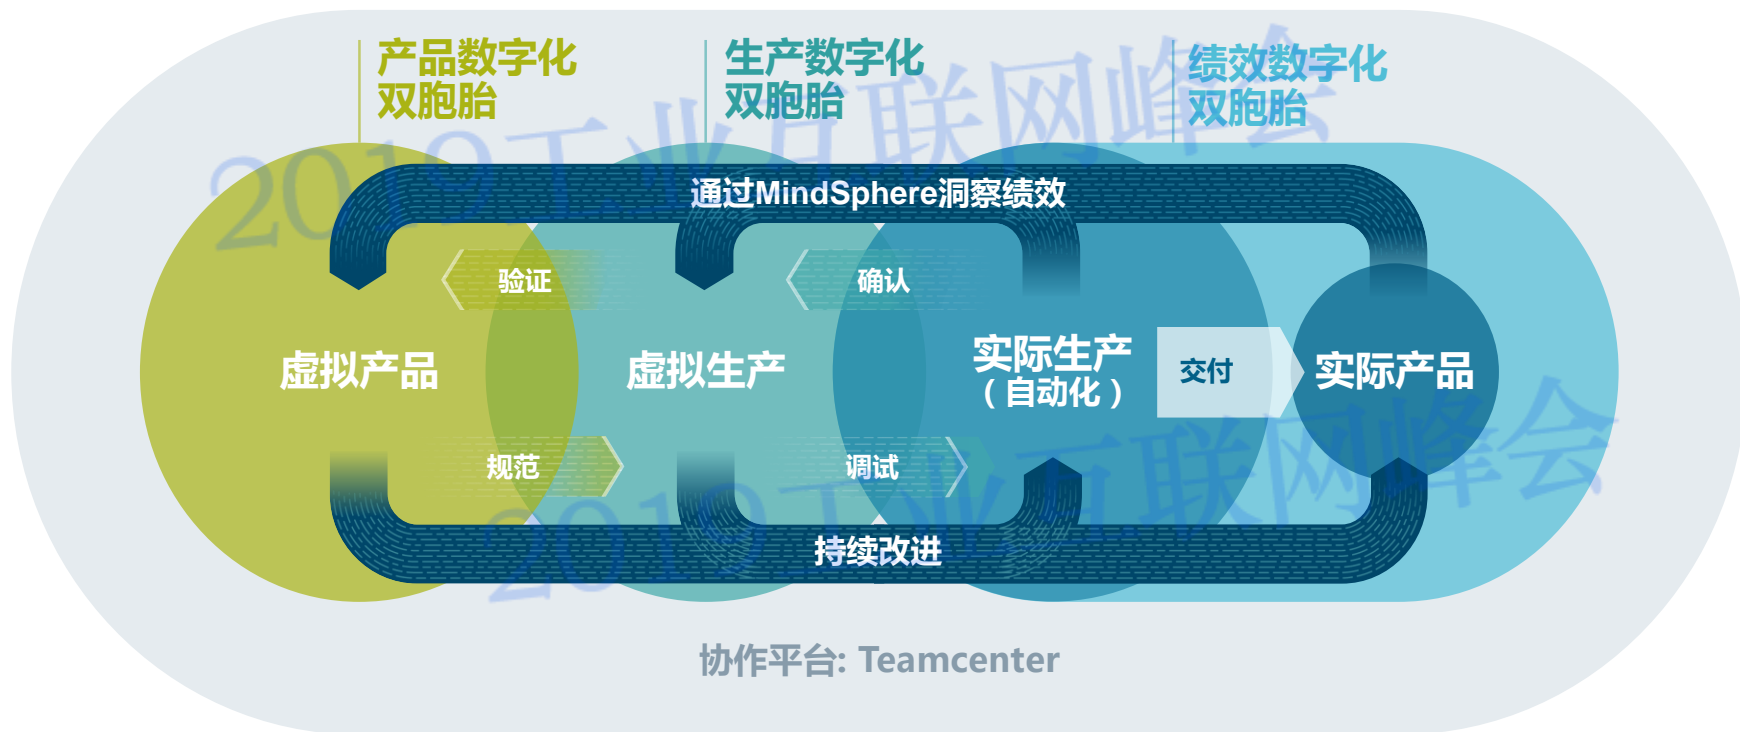 产品数字化
双胞胎
生产数字化
双胞胎
绩效数字化
双胞胎
2019工业互联网峰会
通过MindSphere洞察绩效
验证
确认
虚拟产品
虚拟生产
实际生产
（自动化）
交付
实际产品
规范
调试
2019工业互联网峰会
持续改进
协作平台: Teamcenter